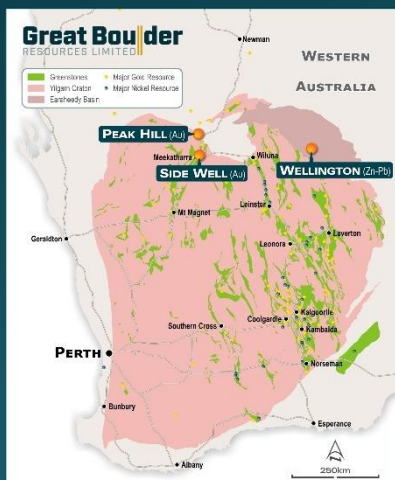 Great Boulder
RESOURCES LIMITED
Greenstones
Major Gold Resource
Yilgarn Craton
Major Nickel Resource
Earaheedy Basin
Newman
WESTERN
AUSTRALIA
PEAK HILL (Au)
Meekatharra
Wiluna
SIDE WELL (Au)
WELLINGTON (Zn-Pb)
Mt Magnet
Leinster
Geraldton
Leonora
Laverton
Kalgoorlie
Coolgardie
Southern Cross
Kambalda
PERTH
Norseman
Bunbury
Esperance
Albany
250km